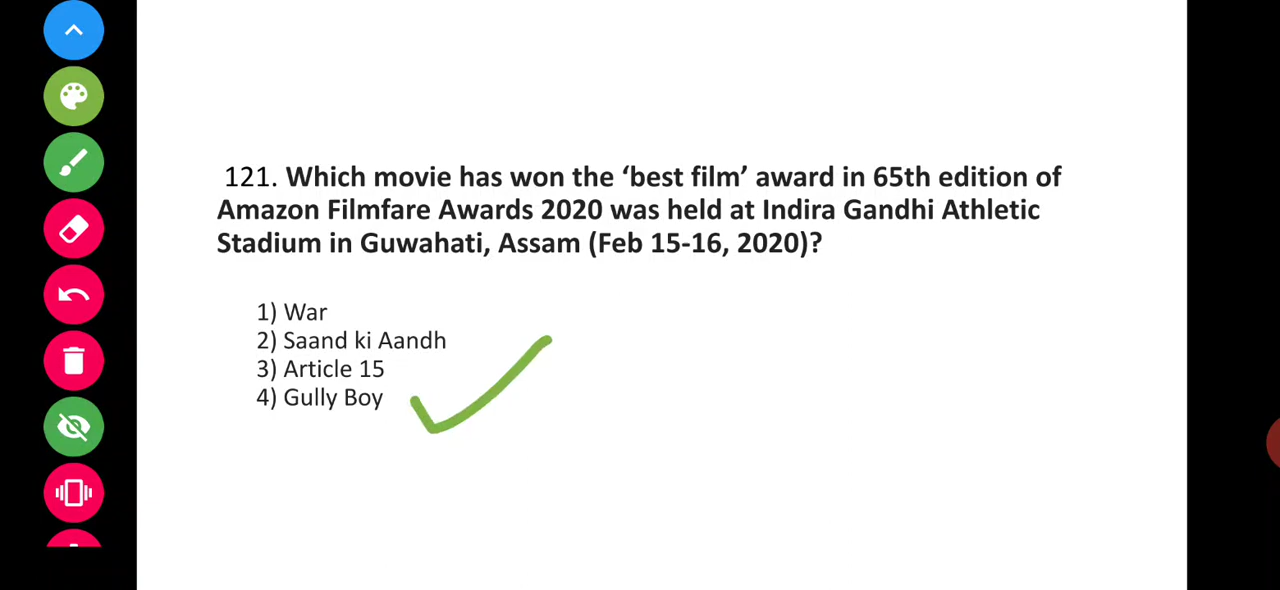 121. Which movie has won the ‘best film’ award in 65th edition of
Amazon Filmfare Awards 2020 was held at Indira Gandhi Athletic
Stadium in Guwahati, Assam (Feb 15-16, 2020)?
1) War
2) Saand ki Aandh
3) Article 15
4) Gully Boy